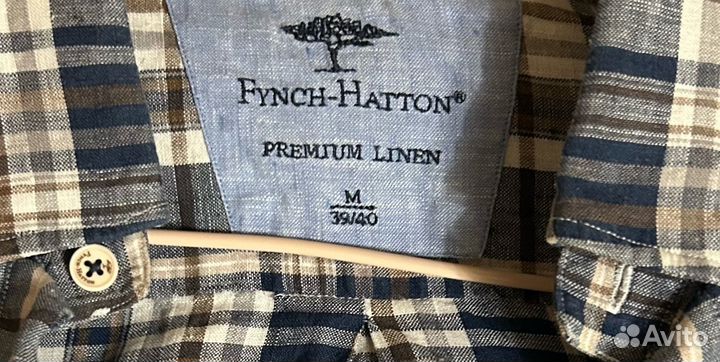 FYNCH-HATTON®
PREMIUM LINEN
M
39/40
Avito